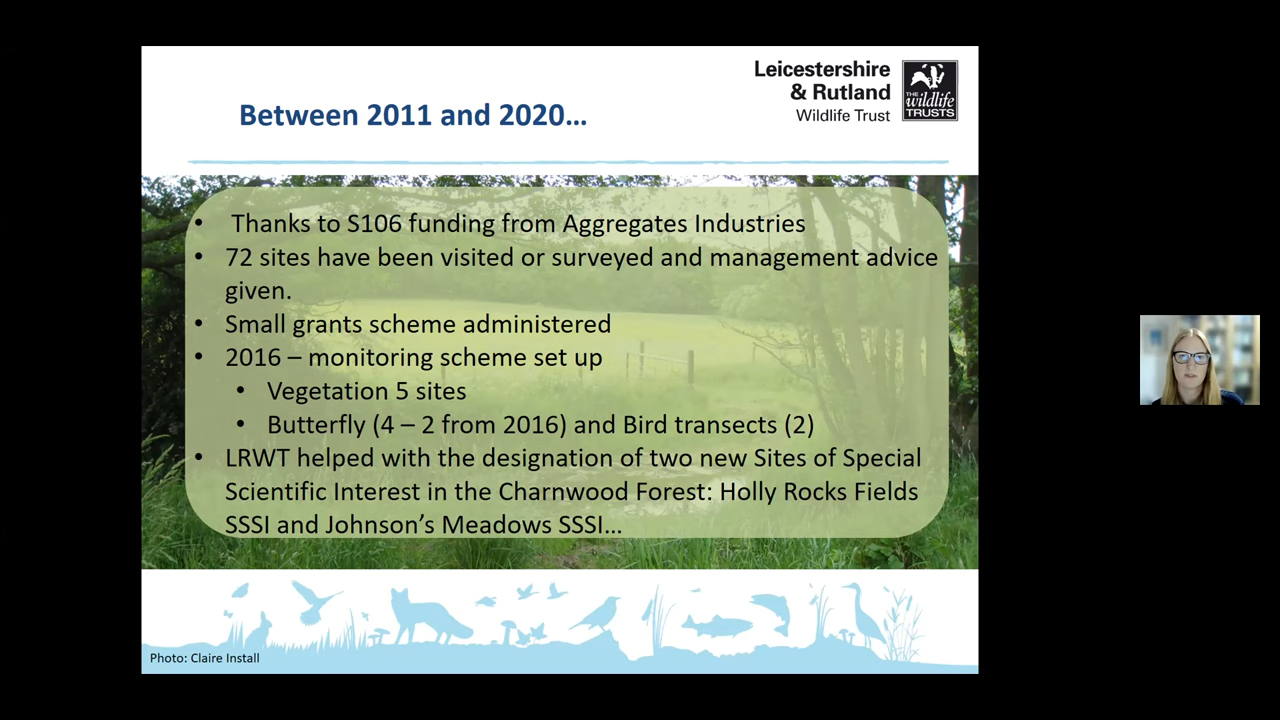 Leicestershire
& Rutland
Wildlife Trust
THE
wildlife
TRUSTS
Between 2011 and 2020...
• Thanks to S106 funding from Aggregates Industries
• 72 sites have been visited or surveyed and management advice
given.
• Small grants scheme administered
• 2016 – monitoring scheme set up
• Vegetation 5 sites
• Butterfly (4 – 2 from 2016) and Bird transects (2)
• LRWT helped with the designation of two new Sites of Special
Scientific Interest in the Charnwood Forest: Holly Rocks Fields
SSSI and Johnson’s Meadows SSSI...
Photo: Claire Install